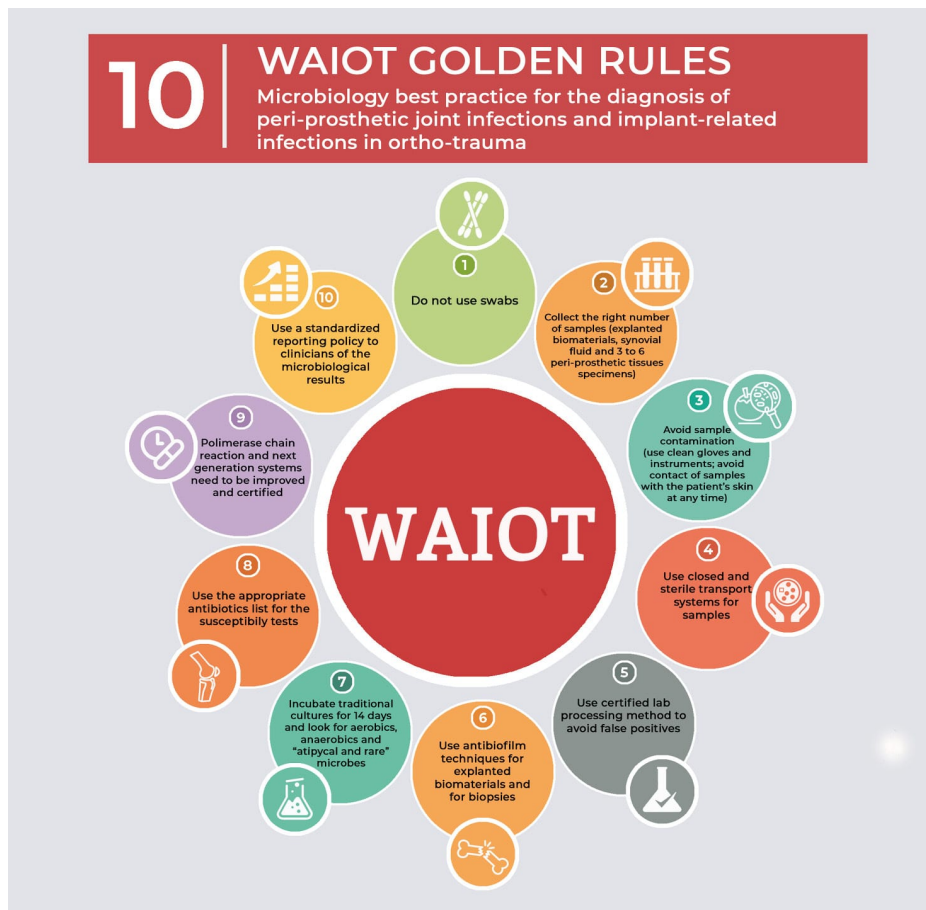 10
WAIOT GOLDEN RULES
Microbiology best practice for the diagnosis of
peri-prosthetic joint infections and implant-related
infections in ortho-trauma
1
Do not use swabs
2
Collect the right number
of samples (explanted
biomaterials, synovial
fluid and 3 to 6
peri-prosthetic tissues
specimens)
3
Avoid sample
contamination
(use clean gloves and
instruments; avoid
contact of samples
with the patient's skin
at any time)
4
Use closed and
sterile transport
systems for
samples
5
Use certified lab
processing method to
avoid false positives
6
Use antibiofilm
techniques for
explanted
biomaterials and
for biopsies
7
Incubate traditional
cultures for 14 days
and look for aerobics,
anaerobics and
"atipycal and rare"
microbes
8
Use the appropriate
antibiotics list for the
susceptibily tests
9
Polimerase chain
reaction and next
generation systems
need to be improved
and certified
10
Use a standardized
reporting policy to
clinicians of the
microbiological
results
WAIOT